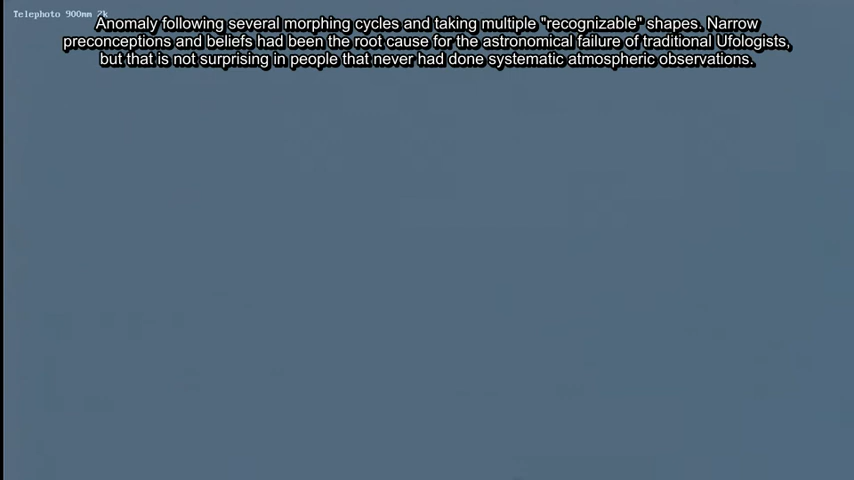 Telephoto 900mm 2k
Anomaly following several morphing cycles and taking multiple "recognizable" shapes. Narrow
preconceptions and beliefs had been the root cause for the astronomical failure of traditional Ufologists,
but that is not surprising in people that never had done systematic atmospheric observations.